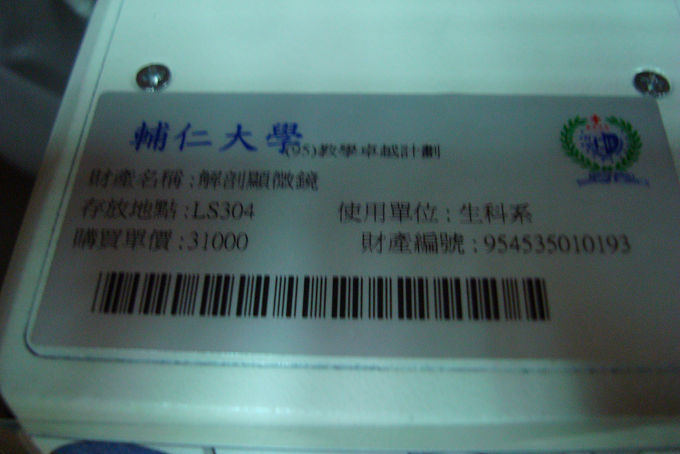 輔仁大學(95)教學卓越計劃
財產名稱:解剖顯微鏡
存放地點:LS304 使用單位:生科系
購買單價:31000 財產編號:954535010193